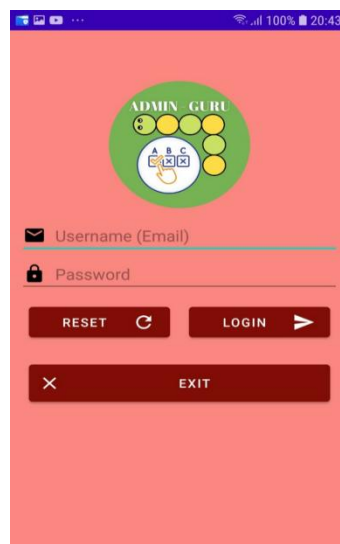 100% 20:43
ADMIN - GURU
A B C
Username (Email)
Password
RESET LOGIN
EXIT